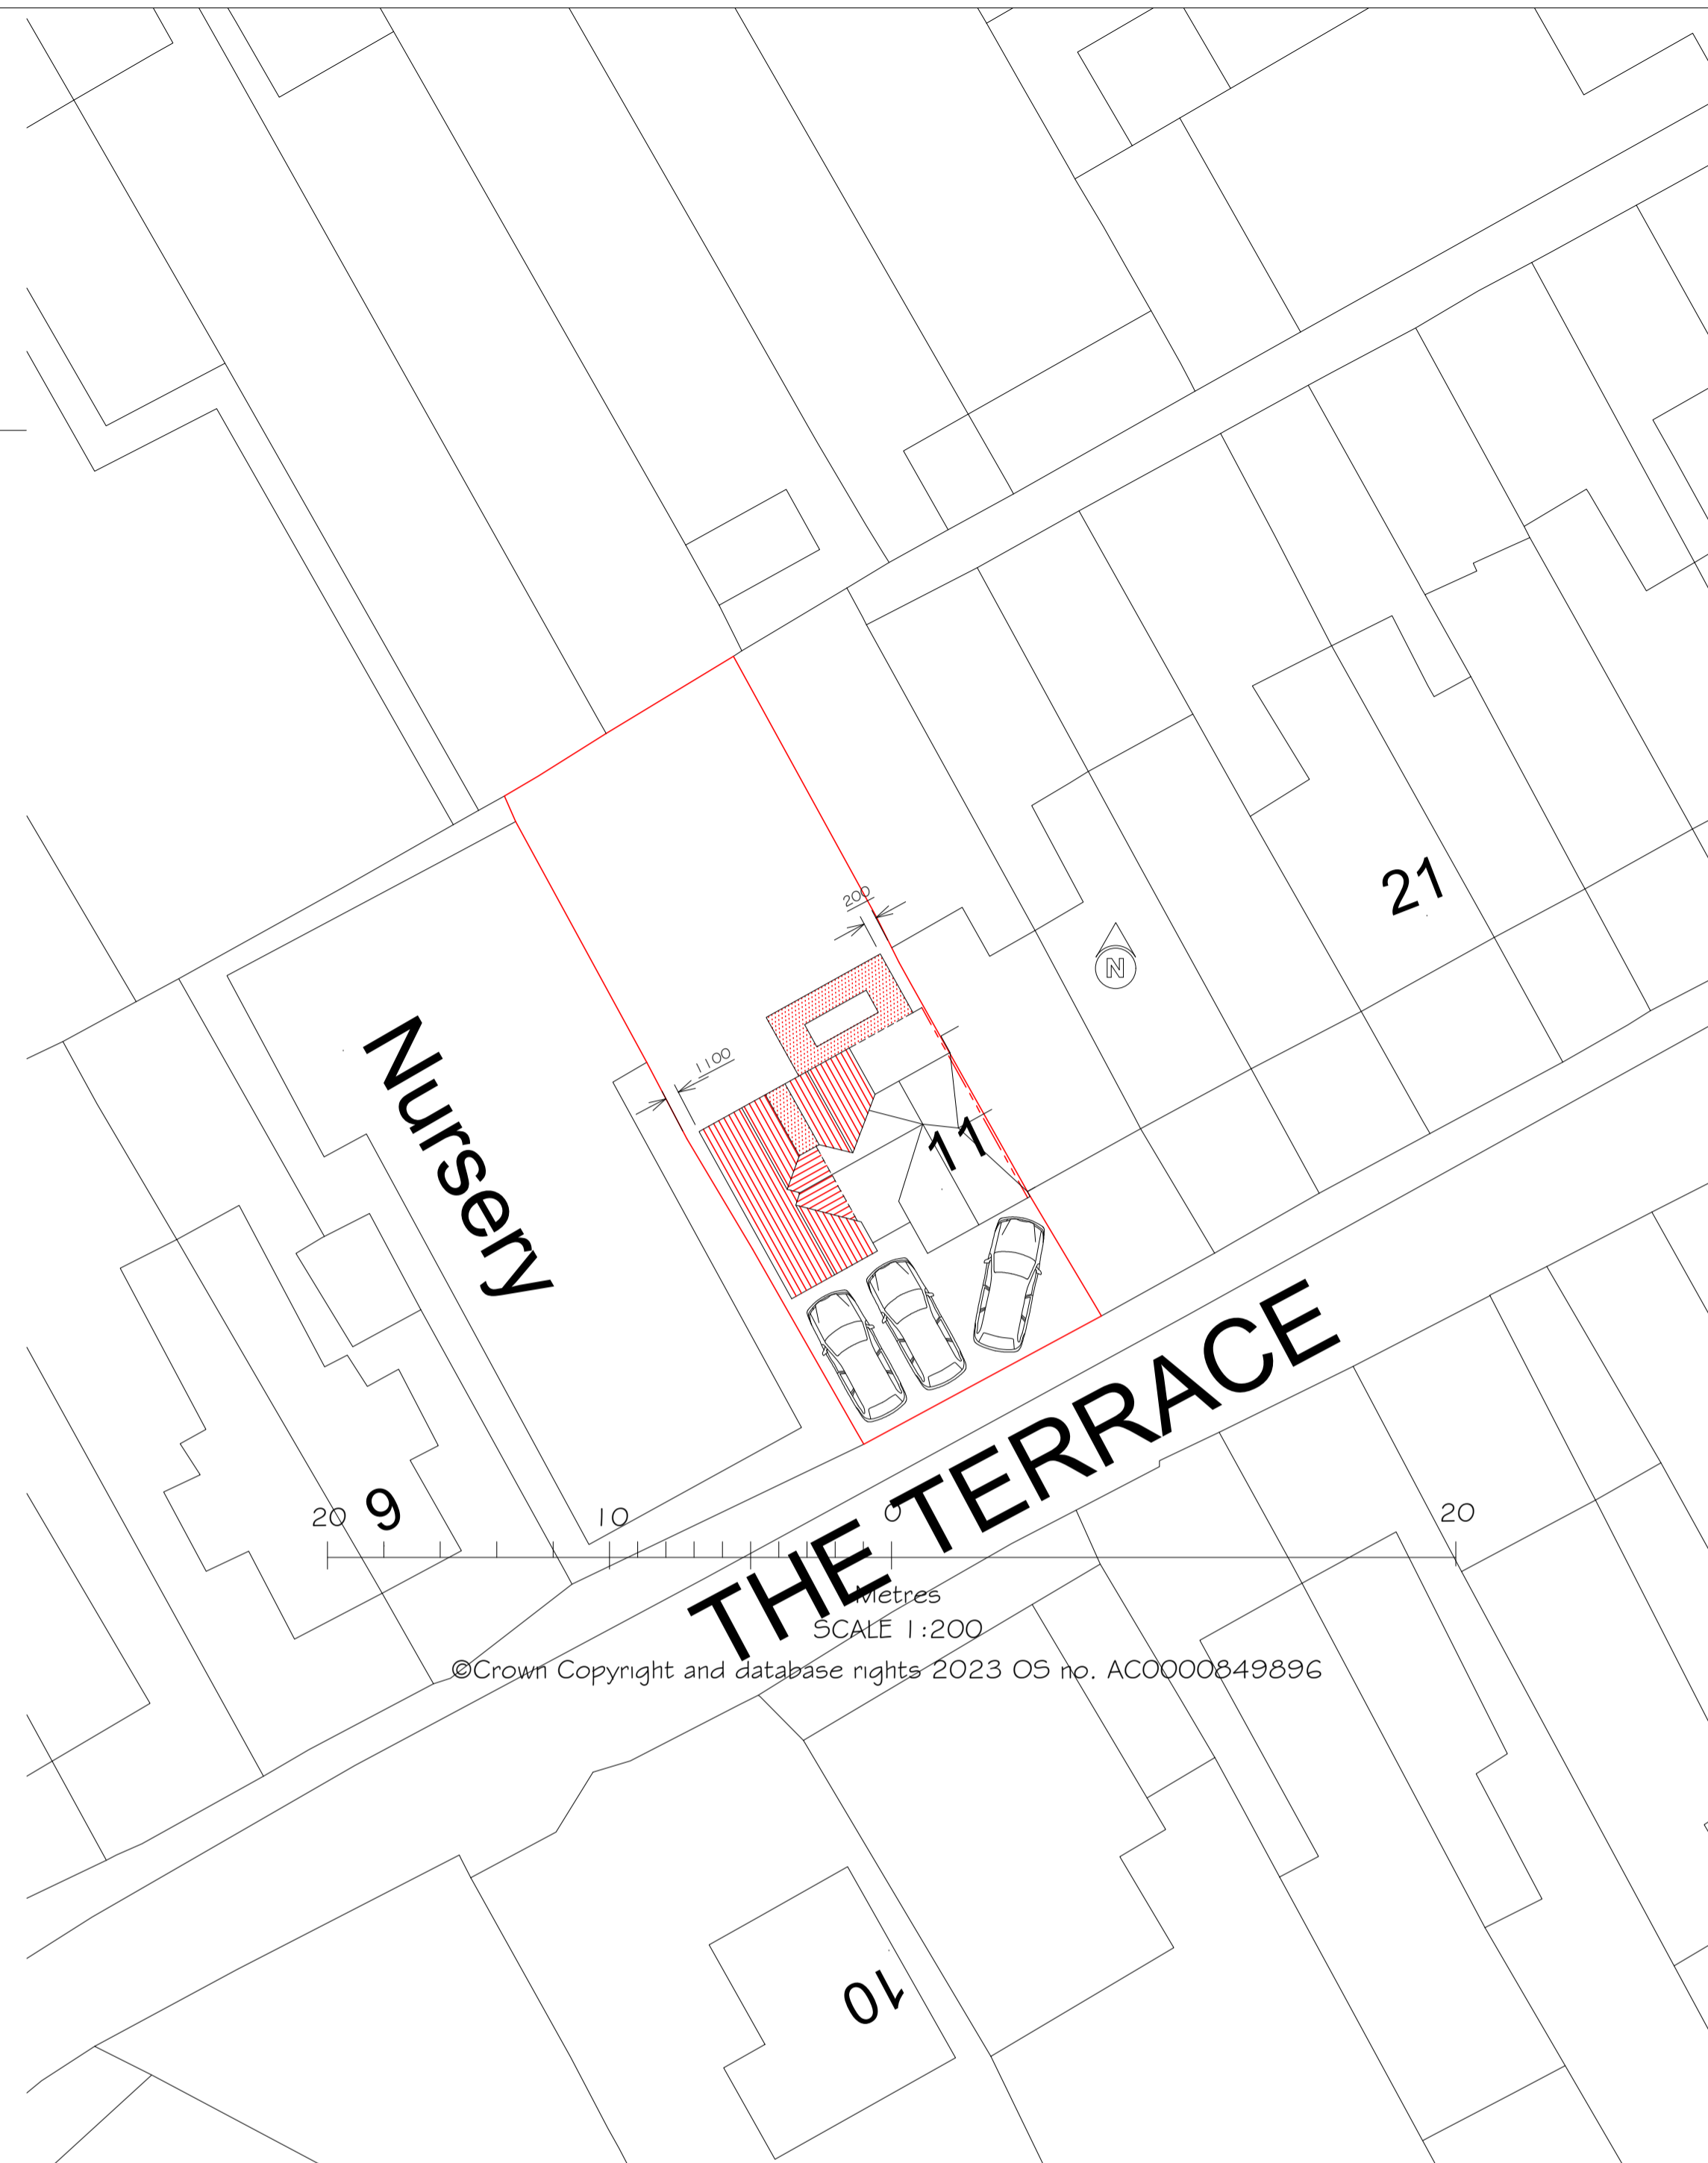 200
1100
N
21
11
Nursery
THE TERRACE
9
20 10 0 20
Metres
SCALE 1:200
©Crown Copyright and database rights 2023 OS no. AC0000849896
10